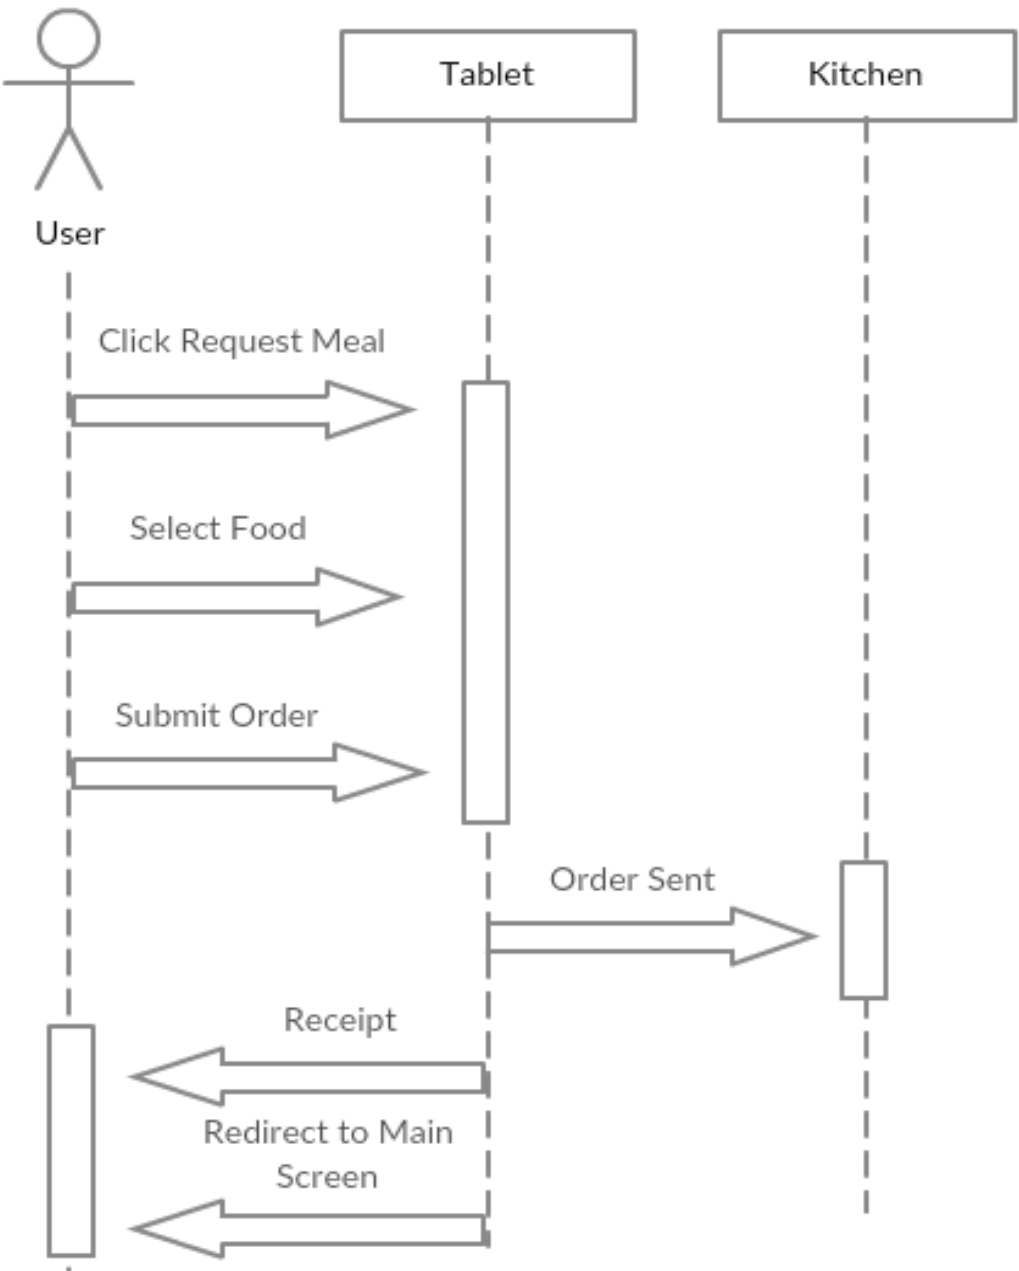 Tablet
Kitchen
User
Click Request Meal
Select Food
Submit Order
Order Sent
Receipt
Redirect to Main
Screen